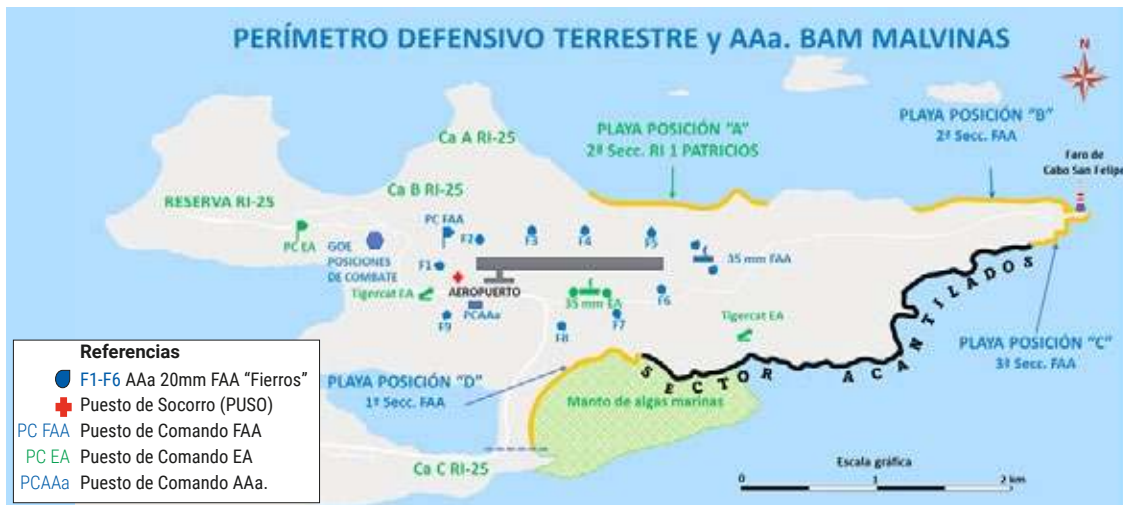 PERÍMETRO DEFENSIVO TERRESTRE y AAa. BAM MALVINAS
N
Ca A RI-25
PLAYA POSICIÓN "A"
2ª Secc. RI 1 PATRICIOS
PLAYA POSICIÓN "B"
2ª Secc. FAA
Faro de
Cabo San Felipe
Ca B RI-25
RESERVA RI-25
PC EA
GOE
POSICIONES
DE COMBATE
PC FAA
F2
F3
F4
F5
35 mm FAA
F1
Tigercat EA
AEROPUERTO
PCAAa
35 mm EA
F6
F9
F8
F7
Tigercat EA
SECTOR ACANTILADOS
PLAYA POSICIÓN "D"
1ª Secc. FAA
PLAYA POSICIÓN "C"
3ª Secc. FAA
Manto de algas marinas
Ca C RI-25
Escala gráfica
0 1 2 km
Referencias
F1-F6 AAa 20mm FAA “Fierros”
Puesto de Socorro (PUSO)
PC FAA Puesto de Comando FAA
PC EA Puesto de Comando EA
PCAAa Puesto de Comando AAa.